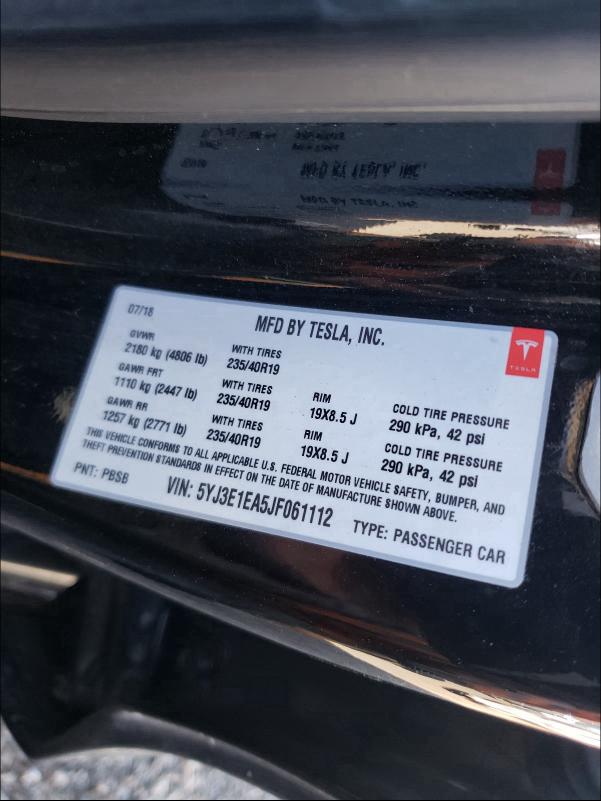 07/18
MFD BY TESLA, INC.
TESLA
GVWR
2180 kg (4806 lb)
WITH TIRES
235/40R19
GAWR FRT
1110 kg (2447 lb)
WITH TIRES
235/40R19
RIM
19X8.5 J
COLD TIRE PRESSURE
290 kPa, 42 psi
GAWR RR
1257 kg (2771 lb)
WITH TIRES
235/40R19
RIM
19X8.5 J
COLD TIRE PRESSURE
290 kPa, 42 psi
THIS VEHICLE CONFORMS TO ALL APPLICABLE U.S. FEDERAL MOTOR VEHICLE SAFETY, BUMPER, AND
THEFT PREVENTION STANDARDS IN EFFECT ON THE DATE OF MANUFACTURE SHOWN ABOVE.
PNT: PBSB
VIN: 5YJ3E1EA5JF061112
TYPE: PASSENGER CAR